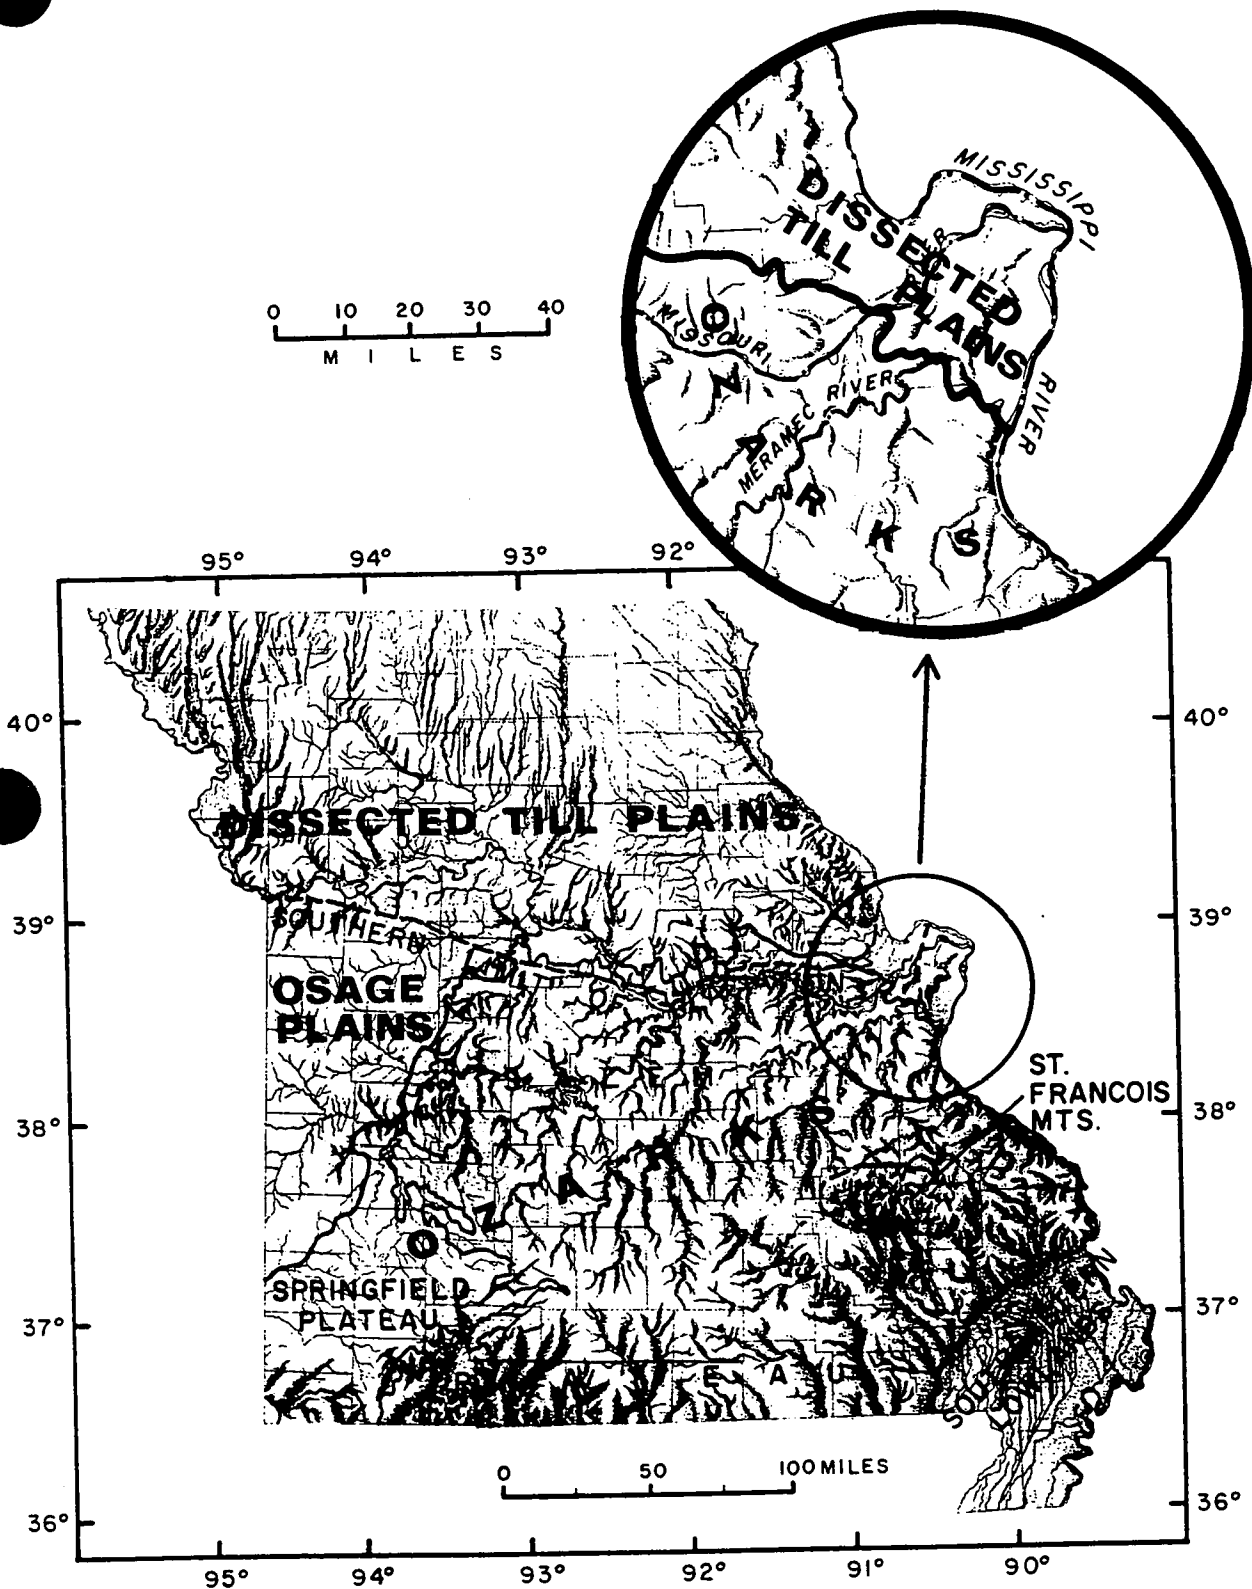 MISSISSIPPI
DISSECTED
TILL
PLAINS
RIVER
MISSOURI
MERAMEC RIVER
O
Z
A
R
K
S
0 10 20 30 40
MILES
95° 94° 93° 92°
40° 40°
DISSECTED TILL PLAINS
39° 39°
SOUTHERN
OSAGE
PLAINS
ST.
FRANCOIS
MTS.
38° 38°
O Z A R K S
SPRINGFIELD
PLATEAU
37° 37°
0 50 100 MILES
36° 36°
95° 94° 93° 92° 91° 90°